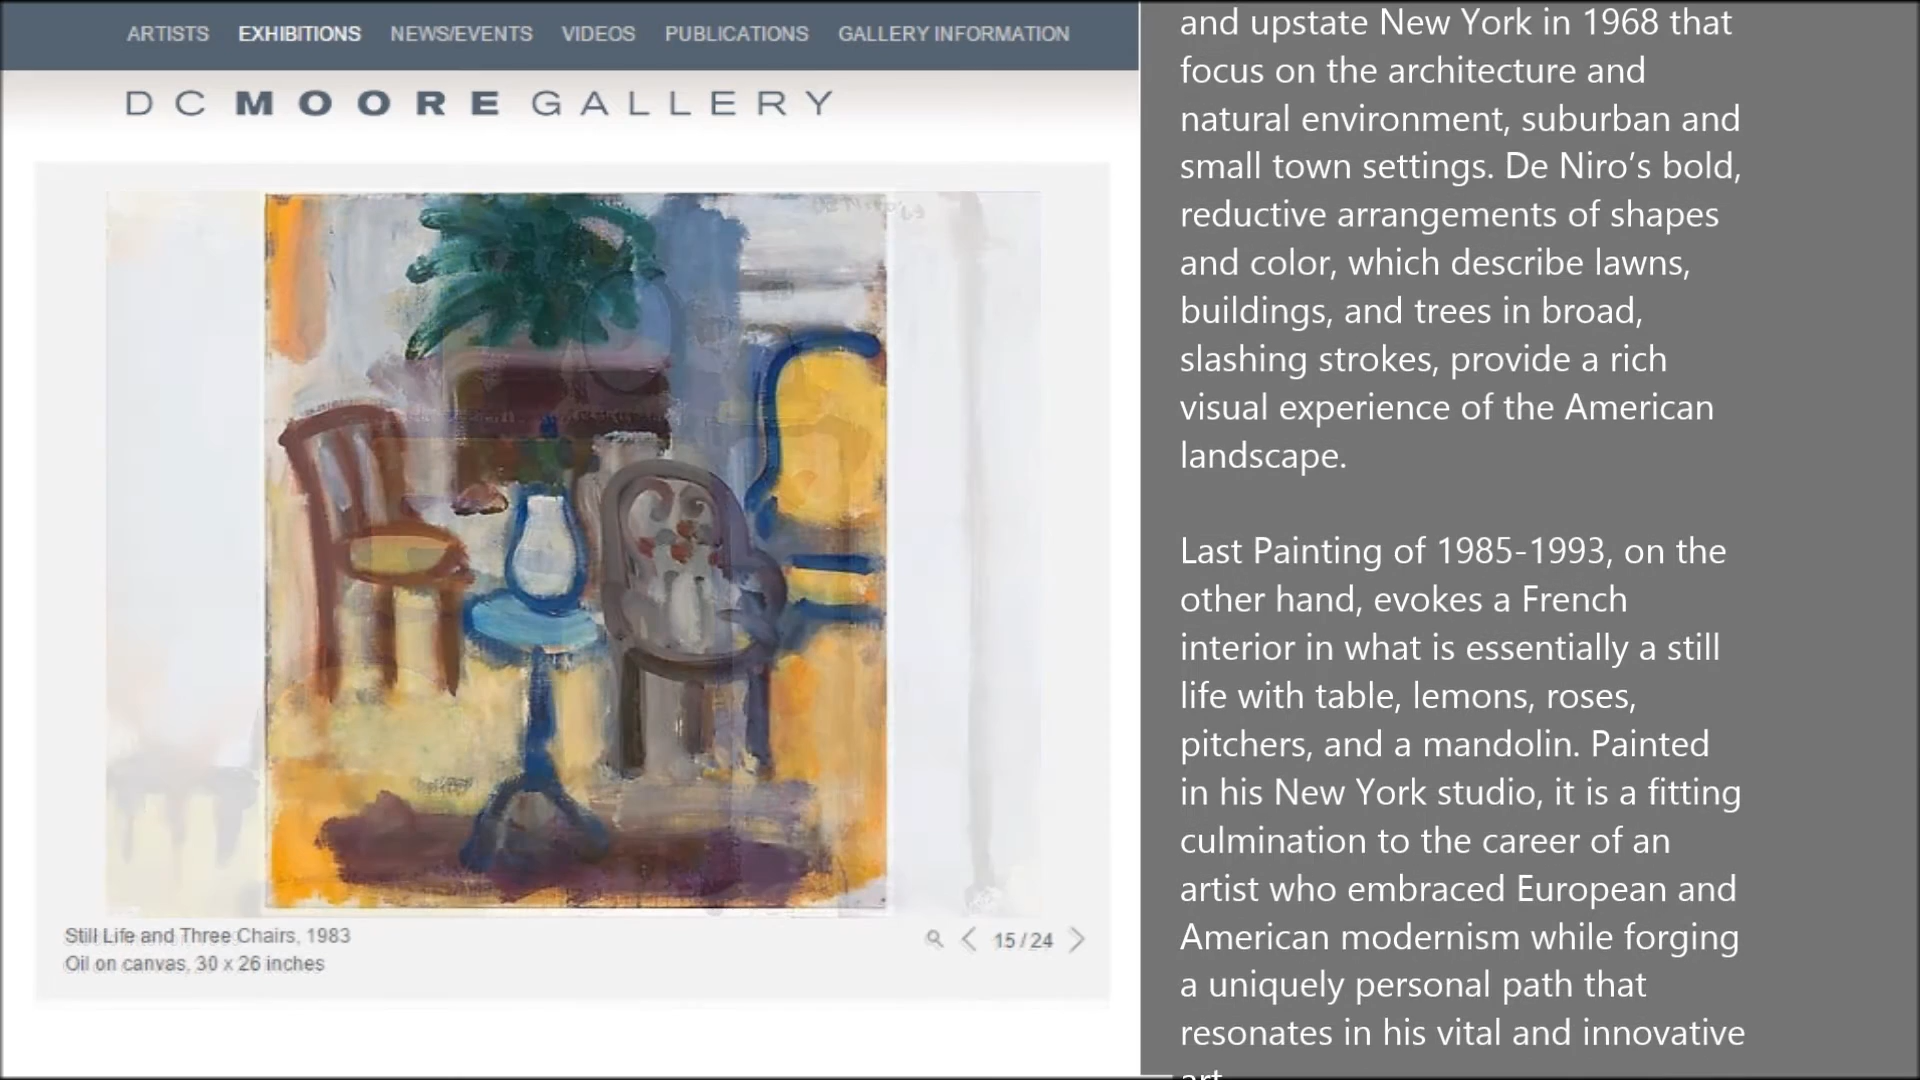 ARTISTS EXHIBITIONS NEWS/EVENTS VIDEOS PUBLICATIONS GALLERY INFORMATION
DC MOORE GALLERY
Still Life and Three Chairs, 1983
Oil on canvas, 30 x 26 inches
15 / 24
and upstate New York in 1968 that
focus on the architecture and
natural environment, suburban and
small town settings. De Niro’s bold,
reductive arrangements of shapes
and color, which describe lawns,
buildings, and trees in broad,
slashing strokes, provide a rich
visual experience of the American
landscape.
Last Painting of 1985-1993, on the
other hand, evokes a French
interior in what is essentially a still
life with table, lemons, roses,
pitchers, and a mandolin. Painted
in his New York studio, it is a fitting
culmination to the career of an
artist who embraced European and
American modernism while forging
a uniquely personal path that
resonates in his vital and innovative